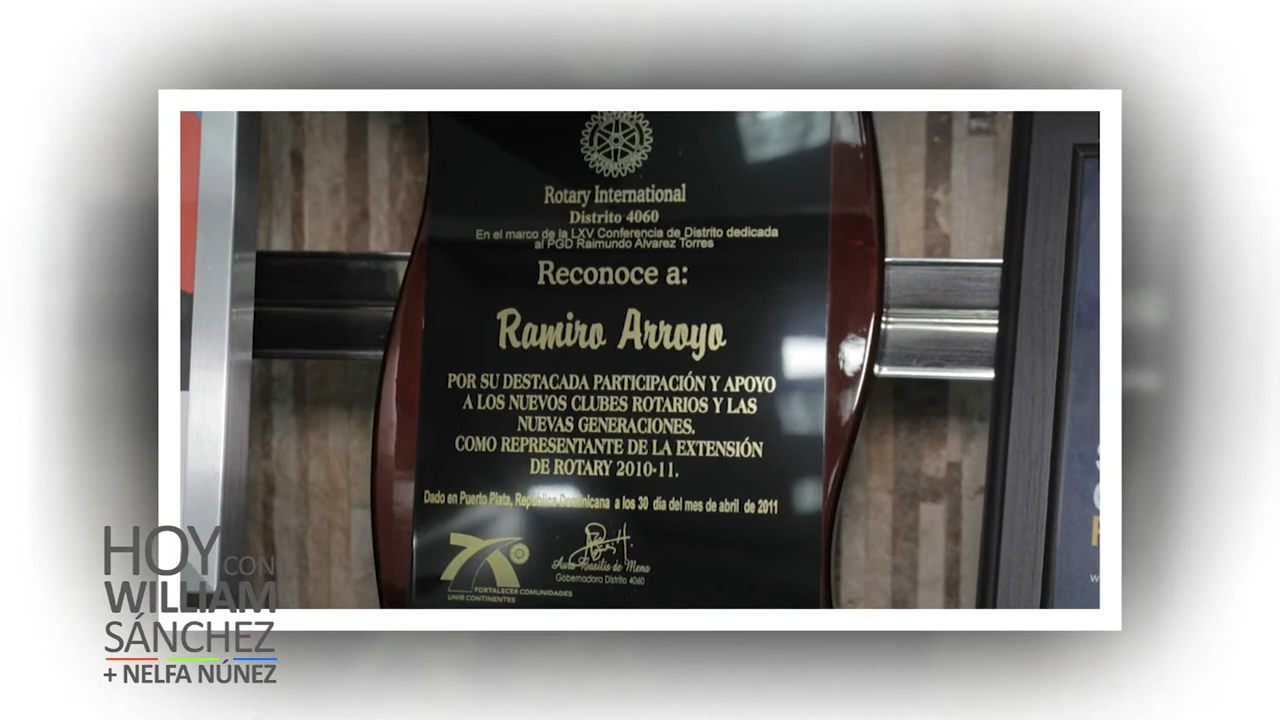 Rotary International
Distrito 4060
En el marco de la LXV Conferencia de Distrito dedicada
al PGD Raimundo Alvarez Torres
Reconoce a:
Ramiro Arroyo
POR SU DESTACADA PARTICIPACIÓN Y APOYO
A LOS NUEVOS CLUBES ROTARIOS Y LAS
NUEVAS GENERACIONES.
COMO REPRESENTANTE DE LA EXTENSIÓN
DE ROTARY 2010-11.
Dado en Puerto Plata, República Dominicana a los 30 día del mes de abril de 2011
Basilio de Mena
Gobernadora Distrito 4060
FORTALECER COMUNIDADES
UNIR CONTINENTES
HOY CON
WILLIAM
SÁNCHEZ
+ NELFA NÚNEZ